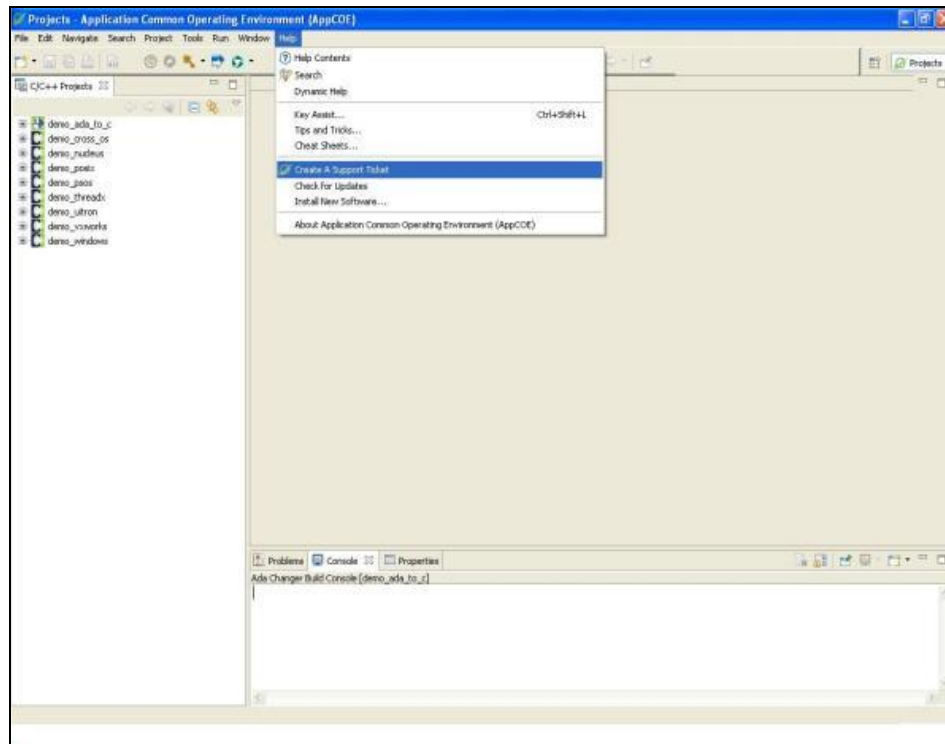 Projects - Application Common Operating Environment (AppCOE)
File Edit Navigate Search Project Tools Run Window Help
Projects
C/C++ Projects
demo_ada_to_c
demo_cross_os
demo_nucleus
demo_posix
demo_psos
demo_threadx
demo_uitron
demo_vxworks
demo_windows
Help Contents
Search
Dynamic Help
Key Assist... Ctrl+Shift+L
Tips and Tricks...
Cheat Sheets...
Create A Support Ticket
Check for Updates
Install New Software...
About Application Common Operating Environment (AppCOE)
Problems Console Properties
Ada Changer Build Console [demo_ada_to_c]